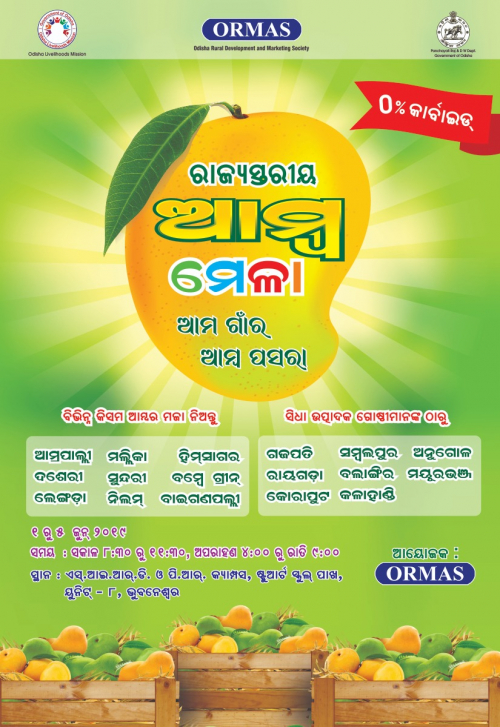 ORMAS
Odisha Rural Development and Marketing Society
Odisha Livelihoods Mission
Panchayati Raj & D W Dept.
Government of Odisha
0% କାର୍ବାଇଡ୍
ରାଜ୍ୟସ୍ତରୀୟ
ଆମ୍ବ
ମେଳା
ଆମ ଗାଁର
ଆମ୍ବ ପସରା
ବିଭିନ୍ନ କିସମ ଆମ୍ଭର ମଜା ନିଅନ୍ତୁ
ଆମ୍ରପାଲ୍ଲୀ ମଲ୍ଲିକା ହିମ୍‌ସାଗର
ଦଶେରୀ ସୁନ୍ଦରୀ ବମ୍ବେ ଗ୍ରୀନ୍
ଲେଙ୍ଗଡ଼ା ନିଲମ୍ ବାଇଗଣପଲ୍ଲୀ
ସିଧା ଉତ୍ପାଦକ ଗୋଷ୍ଠୀମାନଙ୍କ ଠାରୁ
ଗଜପତି ସମ୍ବଲପୁର ଅନୁଗୋଳ
ରାୟଗଡ଼ା ବଲାଙ୍ଗିର ମୟୂରଭଞ୍ଜ
କୋରାପୁଟ କଳାହାଣ୍ଡି
୧ ରୁ ୫ ଜୁନ୍ ୨୦୧୯
ସମୟ : ସକାଳ ୮:୩୦ ରୁ ୧୧:୩୦, ଅପରାହଣ ୪:୦୦ ରୁ ରାତି ୯:୦୦
ସ୍ଥାନ : ଏସ୍.ଆଇ.ଆର୍.ଡି. ଓ ପି.ଆର୍. କ୍ୟାମ୍ପସ, ଷ୍ଟୁଆର୍ଟ ସ୍କୁଲ୍ ପାଖ,
ୟୁନିଟ୍ - ୮, ଭୁବନେଶ୍ୱର
ଆୟୋଜକ :
ORMAS